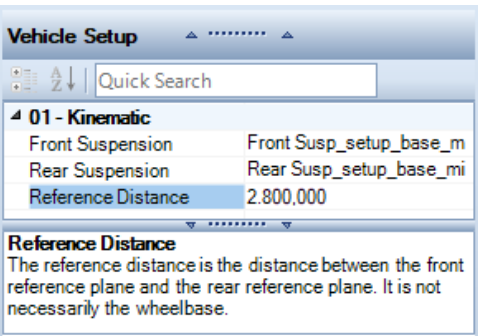 Vehicle Setup
Quick Search
01 - Kinematic
Front Suspension Front Susp_setup_base_m
Rear Suspension Rear Susp_setup_base_mi
Reference Distance 2.800,000
Reference Distance
The reference distance is the distance between the front
reference plane and the rear reference plane. It is not
necessarily the wheelbase.